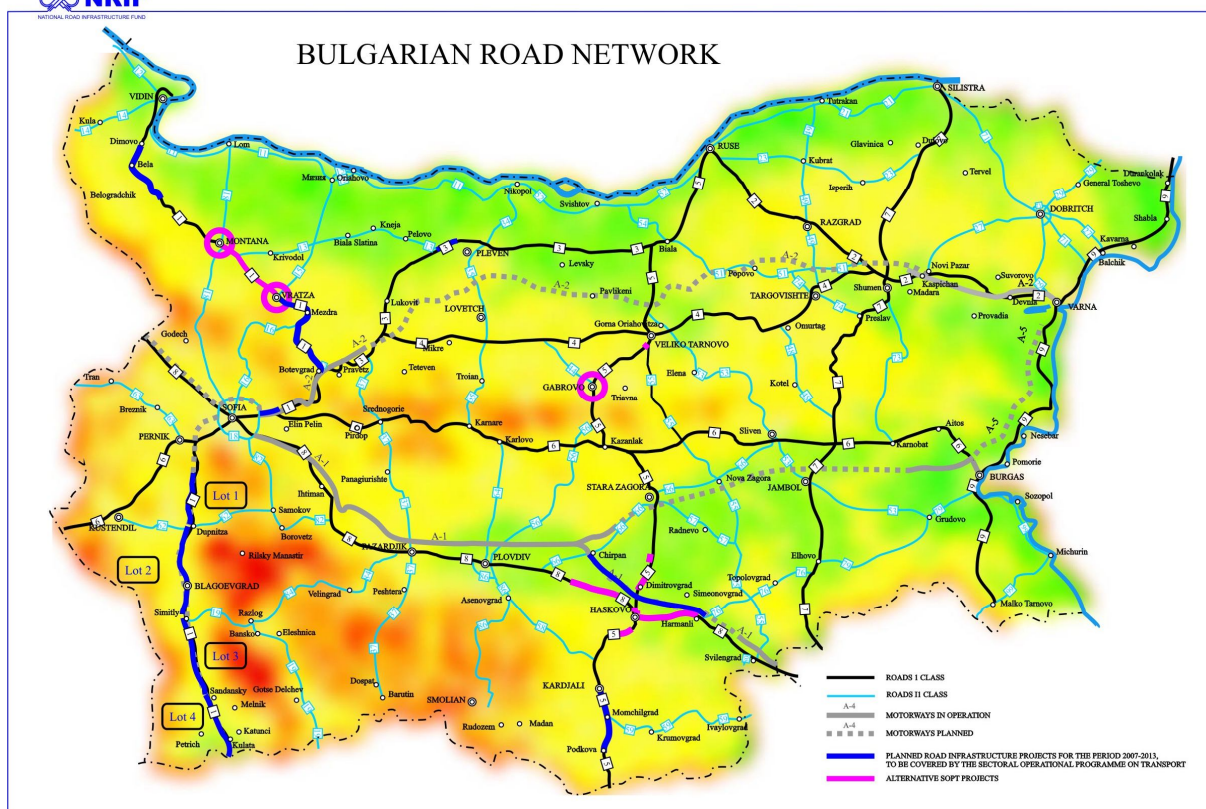 NATIONAL ROAD INFRASTRUCTURE FUND
BULGARIAN ROAD NETWORK
VIDIN
Kula
Dimovo
Bela
Belogradchik
Lom
Oriahovo
MONTANA
Krivodol
VRATZA
Mezdra
Kneja
Biala Slatina
Pelovo
Nikopol
Svishtov
PLEVEN
Levsky
Pavlikeni
Lukovit
LOVETCH
Mikre
Teteven
Troian
Godech
Botevgrad
Pravetz
RUSE
Biala
Tutrakan
SILISTRA
Kubrat
Glavinica
Dulovo
Tervel
RAZGRAD
Popovo
TARGOVISHTE
Shumen
Novi Pazar
Kaspichan
Madara
Suvorovo
Devnia
Provadia
VARNA
General Toshevo
Durankolak
Shabla
DOBRITCH
Kavarna
Balchik
Preslav
Omurtag
Kotel
Gorna Oriahovitza
VELIKO TARNOVO
GABROVO
Triavna
Elena
Tran
Breznik
SOFIA
PERNIK
Elin Pelin
Srednogorie
Pirdop
Karnare
Karlovo
Kazanlak
Sliven
Karnobat
Aitos
Nesebar
Pomorie
BURGAS
Sozopol
Panagiurishte
Ihtiman
STARA ZAGORA
Nova Zagora
JAMBOL
Grudovo
Michurin
Malko Tarnovo
Lot 1
RUSTENDIL
Dupnitza
Samokov
Borovetz
Rilsky Manastir
Lot 2
BLAGOEVGRAD
Simitly
Razlog
Bansko
Eleshnica
Lot 3
Sandansky
Melnik
Gotse Delchev
Lot 4
Petrich
Katunci
Kulata
PAZARDJIK
PLOVDIV
Velingrad
Peshtera
Asenovgrad
Chirpan
Radnevo
Dimitrovgrad
Simeonovgrad
Topolovgrad
Elhovo
HASKOVO
Harmanli
Svilengrad
Dospat
Barutin
SMOLIAN
Rudozem
Madan
KARDJALI
Momchilgrad
Krumovgrad
Ivaylovgrad
Podkova
A-1
A-2
A-5
ROADS I CLASS
ROADS II CLASS
A-4
MOTORWAYS IN OPERATION
A-4
MOTORWAYS PLANNED
PLANNED ROAD INFRASTRUCTURE PROJECTS FOR THE PERIOD 2007-2013,
TO BE COVERED BY THE SECTORAL OPERATIONAL PROGRAMME ON TRANSPORT
ALTERNATIVE SOPT PROJECTS